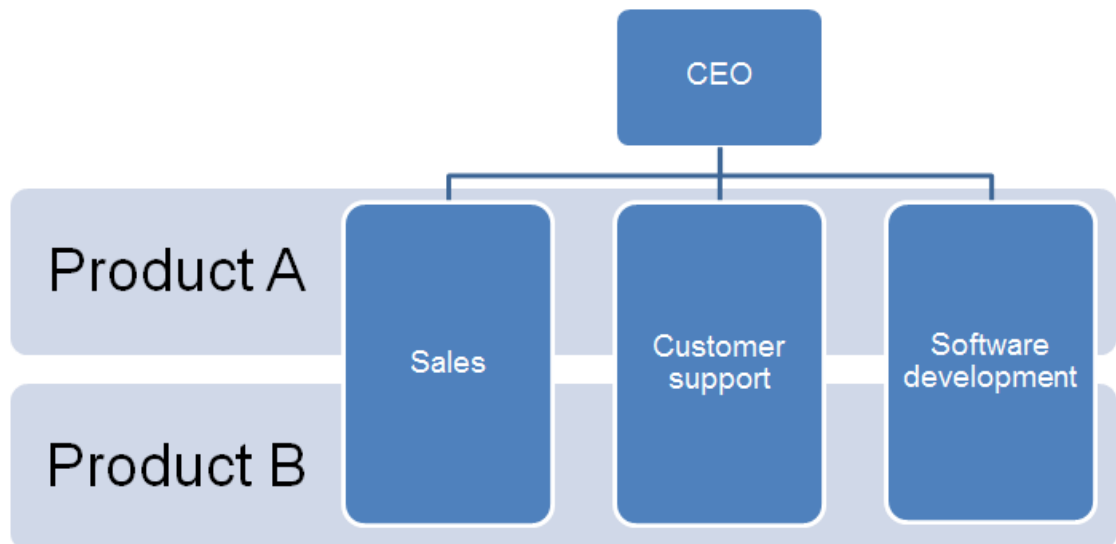 CEO
Product A
Sales
Customer
support
Software
development
Product B